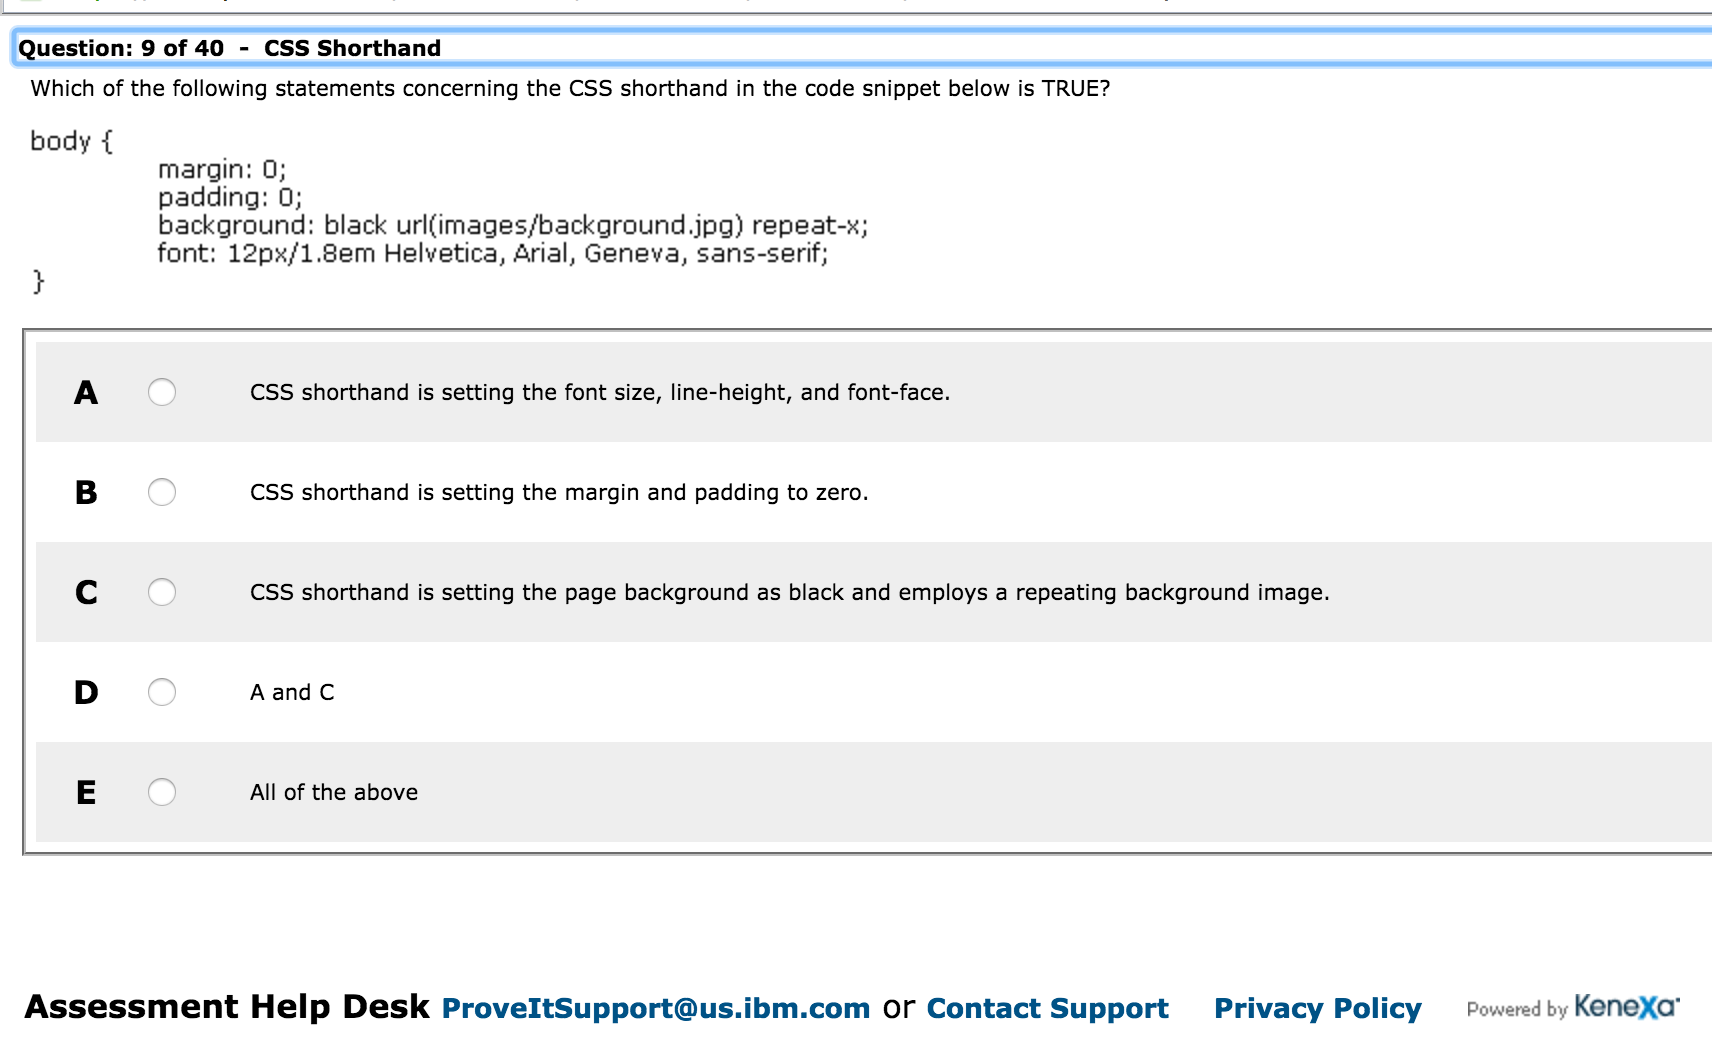 Question: 9 of 40 - CSS Shorthand
Which of the following statements concerning the CSS shorthand in the code snippet below is TRUE?
body {
margin: 0;
padding: 0;
background: black url(images/background.jpg) repeat-x;
font: 12px/1.8em Helvetica, Arial, Geneva, sans-serif;
}
A CSS shorthand is setting the font size, line-height, and font-face.
B CSS shorthand is setting the margin and padding to zero.
C CSS shorthand is setting the page background as black and employs a repeating background image.
D A and C
E All of the above
Assessment Help Desk ProveItSupport@us.ibm.com or Contact Support Privacy Policy Powered by Kenexa